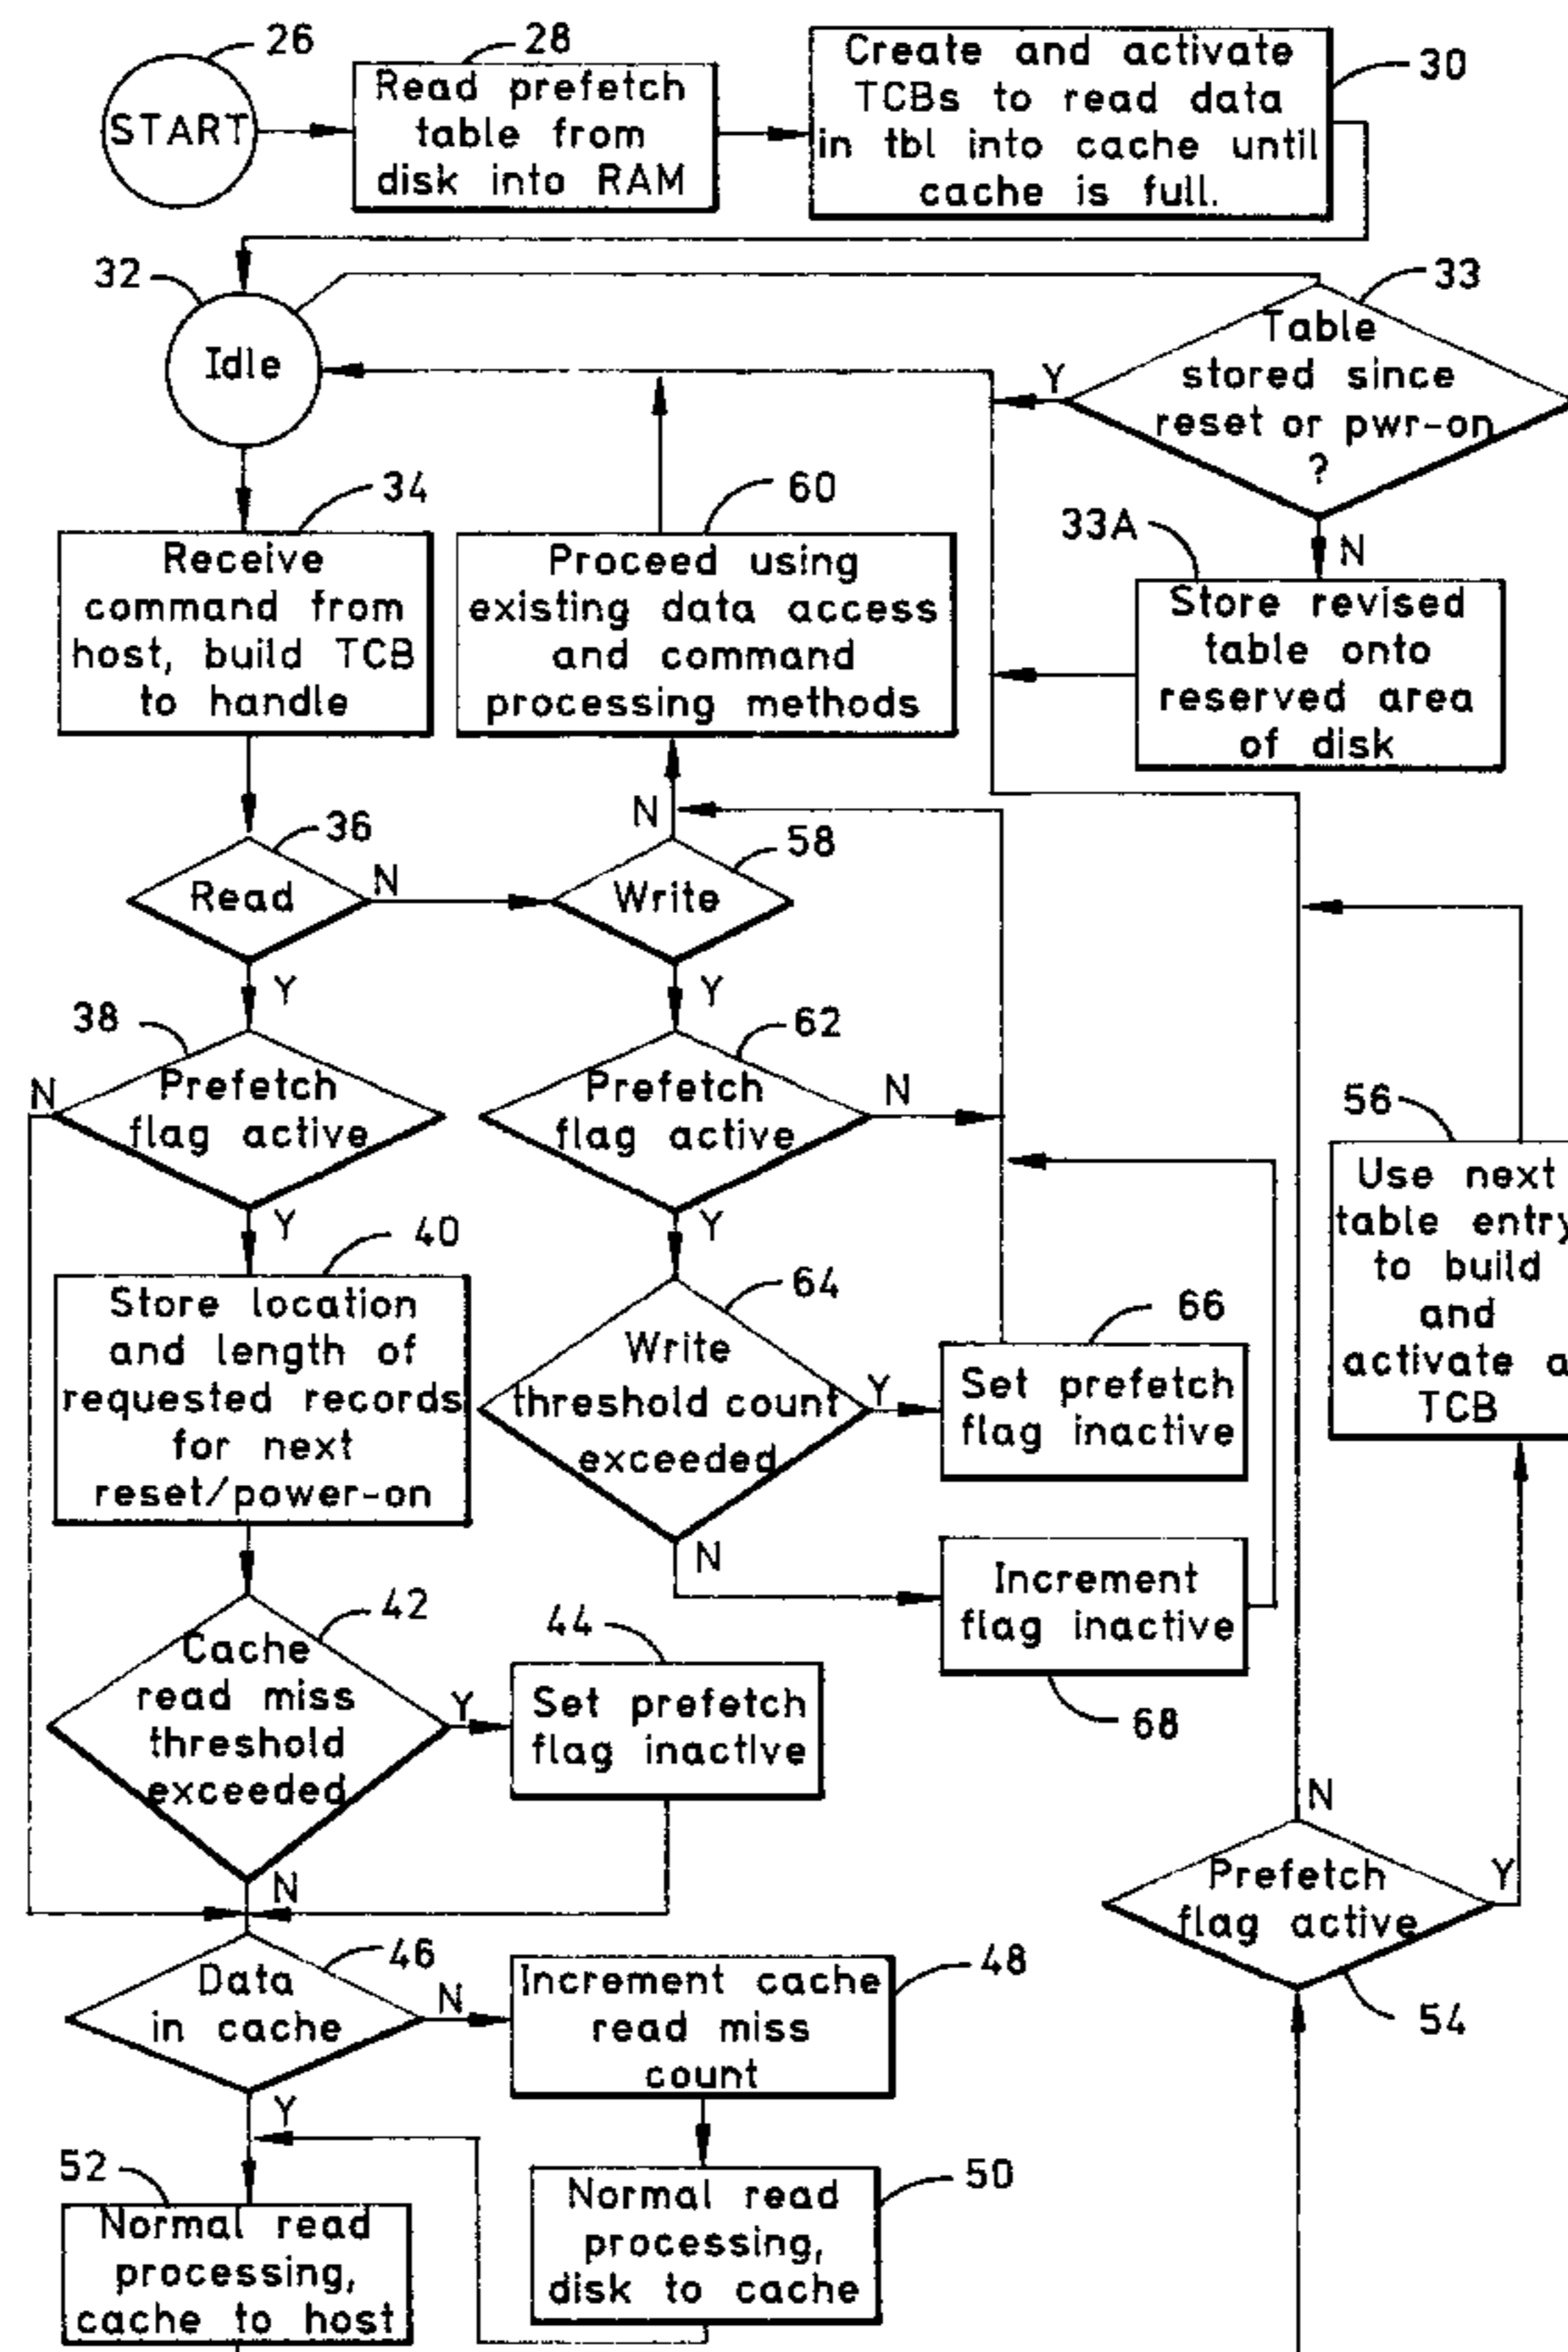 26
START
28
Read prefetch
table from
disk into RAM
30
Create and activate
TCBs to read data
in tbl into cache until
cache is full.
32
Idle
33
Table
stored since
reset or pwr-on
?
Y
N
33A
Store revised
table onto
reserved area
of disk
34
Receive
command from
host, build TCB
to handle
60
Proceed using
existing data access
and command
processing methods
36
Read
N
Y
58
Write
N
Y
38
Prefetch
flag active
N
Y
62
Prefetch
flag active
N
Y
56
Use next
table entry
to build
and
activate a
TCB
40
Store location
and length of
requested records
for next
reset/power-on
64
Write
threshold count
exceeded
Y
N
66
Set prefetch
flag inactive
Increment
flag inactive
68
42
Cache
read miss
threshold
exceeded
Y
N
44
Set prefetch
flag inactive
N
Prefetch
flag active
Y
54
46
Data
in cache
N
Y
48
Increment cache
read miss
count
52
Normal read
processing,
cache to host
50
Normal read
processing,
disk to cache